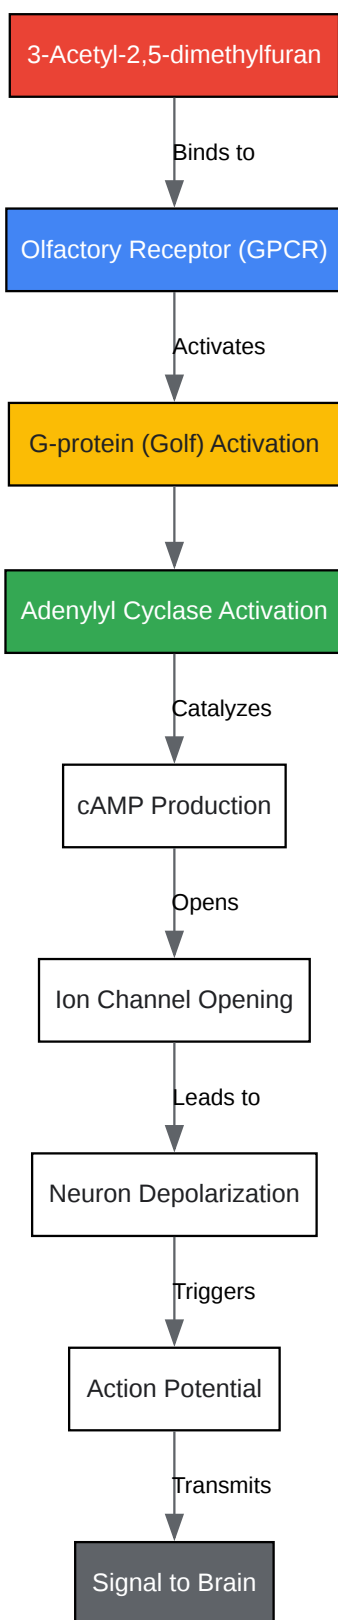 3-Acetyl-2,5-dimethylfuran
Binds to
Olfactory Receptor (GPCR)
Activates
G-protein (Golf) Activation
Adenylyl Cyclase Activation
Catalyzes
cAMP Production
Opens
Ion Channel Opening
Leads to
Neuron Depolarization
Triggers
Action Potential
Transmits
Signal to Brain